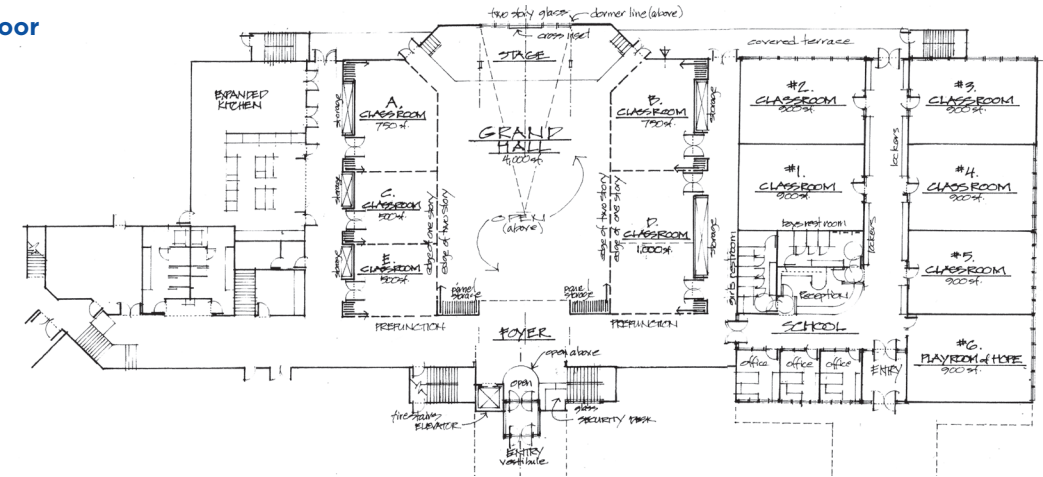 oor
two story glass
dormer line (above)
cross inset
STAGE
covered terrace
EXPANDED
KITCHEN
storage
A.
CLASSROOM
750 sf.
GRAND
HALL
4,000 sf.
B.
CLASSROOM
750 sf.
storage
#2.
CLASSROOM
900 sf.
#3.
CLASSROOM
900 sf.
lockers
storage
C.
CLASSROOM
500 sf.
edge of one story
edge of two story
OPEN
(above)
edge of two story
edge of one story
D.
CLASSROOM
1,000 sf.
storage
#1.
CLASSROOM
900 sf.
#4.
CLASSROOM
900 sf.
boys restroom
lockers
girls restroom
storage
E.
CLASSROOM
500 sf.
#5.
CLASSROOM
900 sf.
reception
panel
storage
panel
storage
PREFUNCTION
FOYER
PREFUNCTION
SCHOOL
#6.
PLAYROOM of HOPE
900 sf.
open above
office
office
office
ENTRY
open
fire stairs
ELEVATOR
glass
SECURITY DESK
ENTRY
vestibule